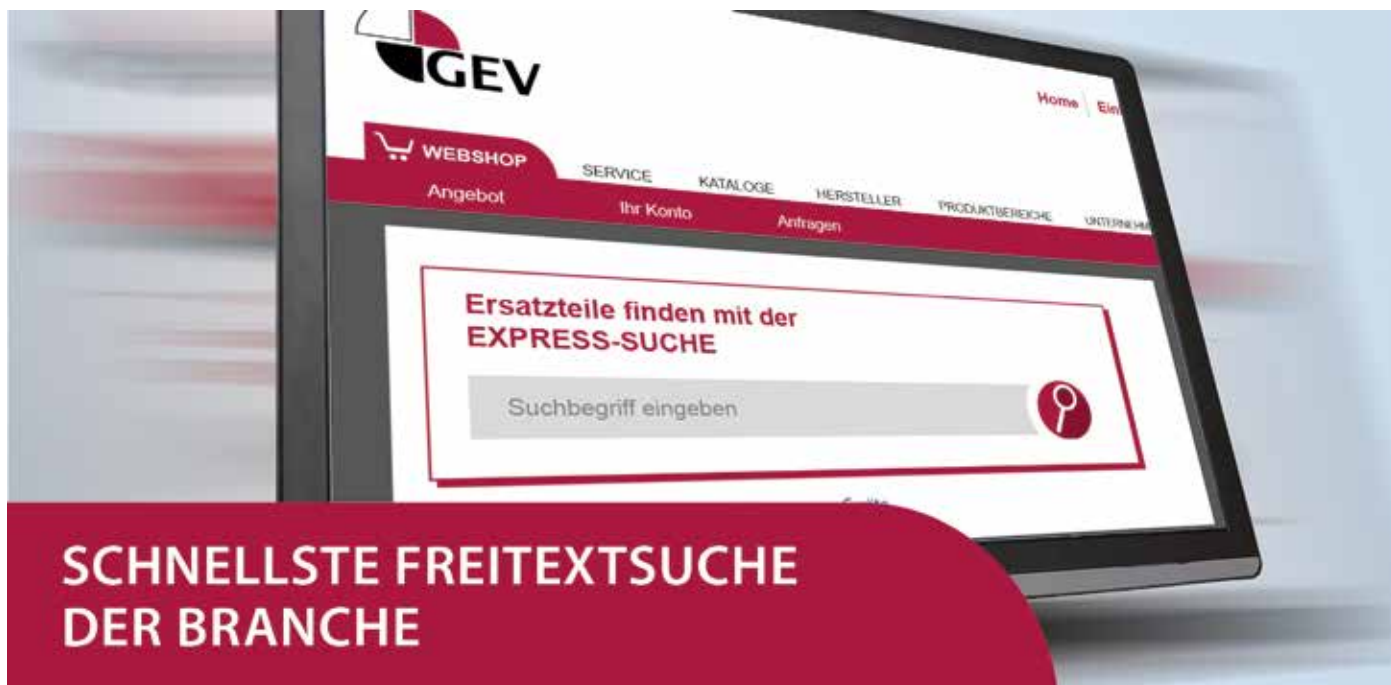 GEV
Home
WEBSHOP
SERVICE
KATALOGE
HERSTELLER
PRODUKTBEREICHE
Angebot
Ihr Konto
Anfragen
Ersatzteile finden mit der
EXPRESS-SUCHE
Suchbegriff eingeben
SCHNELLSTE FREITEXTSUCHE
DER BRANCHE